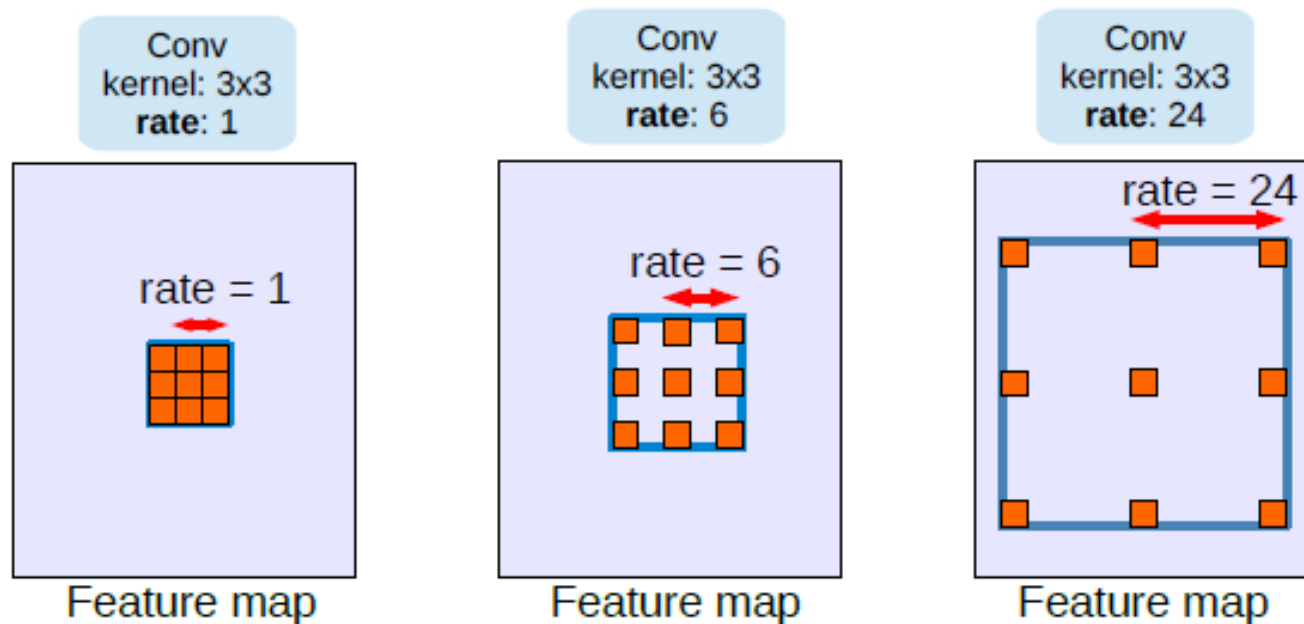 Conv
kernel: 3x3
rate: 1
Conv
kernel: 3x3
rate: 6
Conv
kernel: 3x3
rate: 24
rate = 1
rate = 6
rate = 24
Feature map
Feature map
Feature map